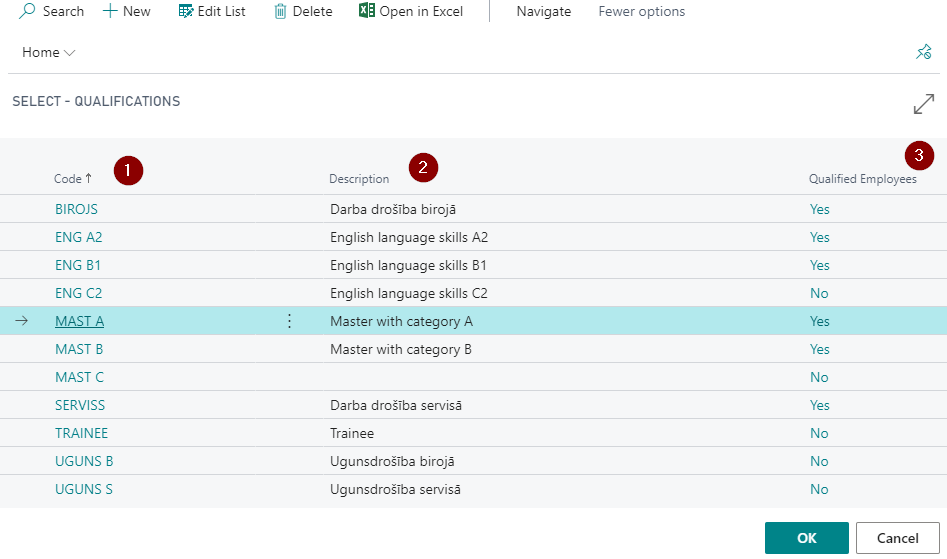 Search New Edit List Delete Open in Excel Navigate Fewer options
Home
SELECT - QUALIFICATIONS
1 2 3
Code ↑ Description Qualified Employees
BIROJS Darba drošība birojā Yes
ENG A2 English language skills A2 Yes
ENG B1 English language skills B1 Yes
ENG C2 English language skills C2 No
MAST A Master with category A Yes
MAST B Master with category B Yes
MAST C No
SERVISS Darba drošība servisā Yes
TRAINEE Trainee No
UGUNS B Ugunsdrošība birojā No
UGUNS S Ugunsdrošība servisā No
OK Cancel